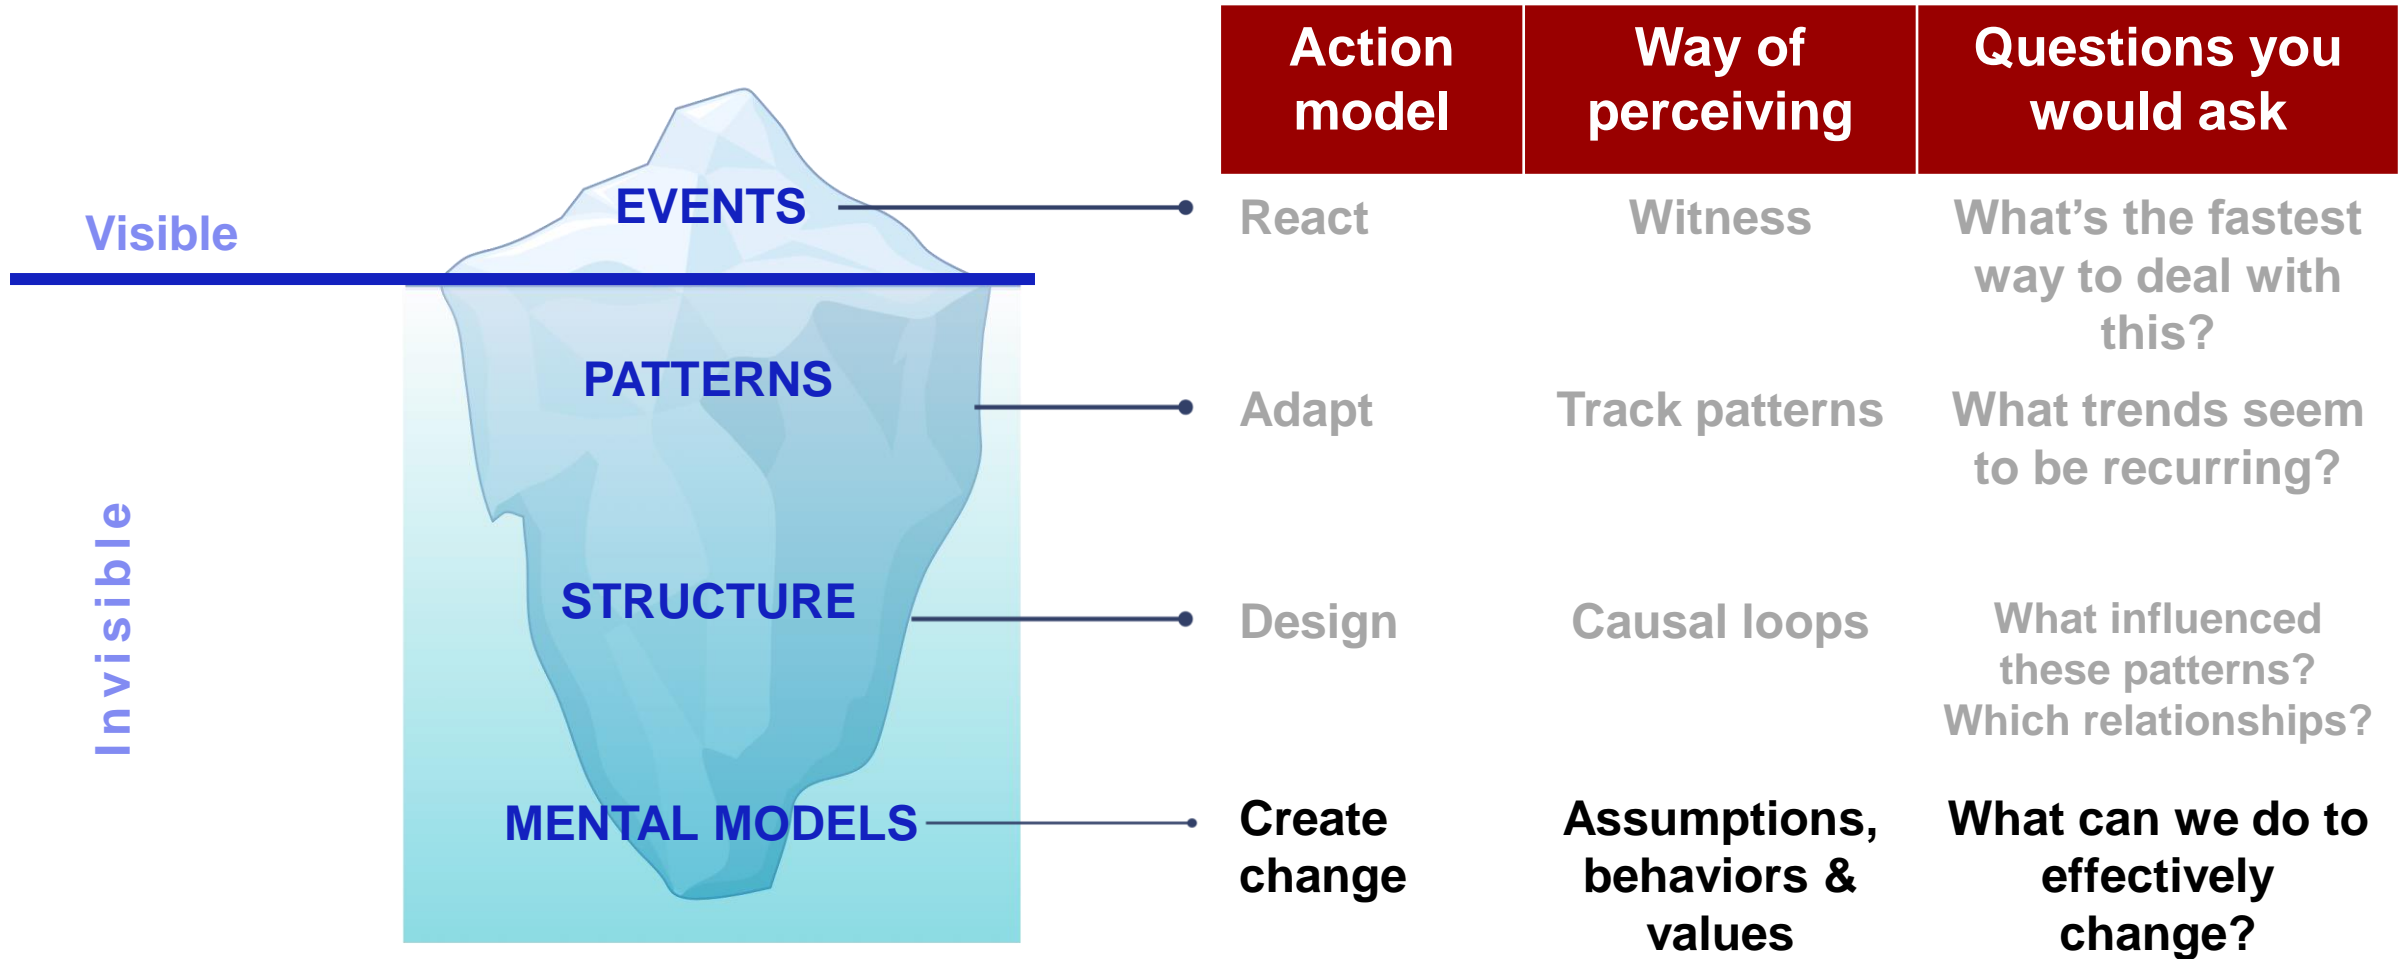 Action
model
Way of
perceiving
Questions you
would ask
Visible
EVENTS
React
Witness
What’s the fastest
way to deal with
this?
Invisible
PATTERNS
Adapt
Track patterns
What trends seem
to be recurring?
STRUCTURE
Design
Causal loops
What influenced
these patterns?
Which relationships?
MENTAL MODELS
Create
change
Assumptions,
behaviors &
values
What can we do to
effectively
change?